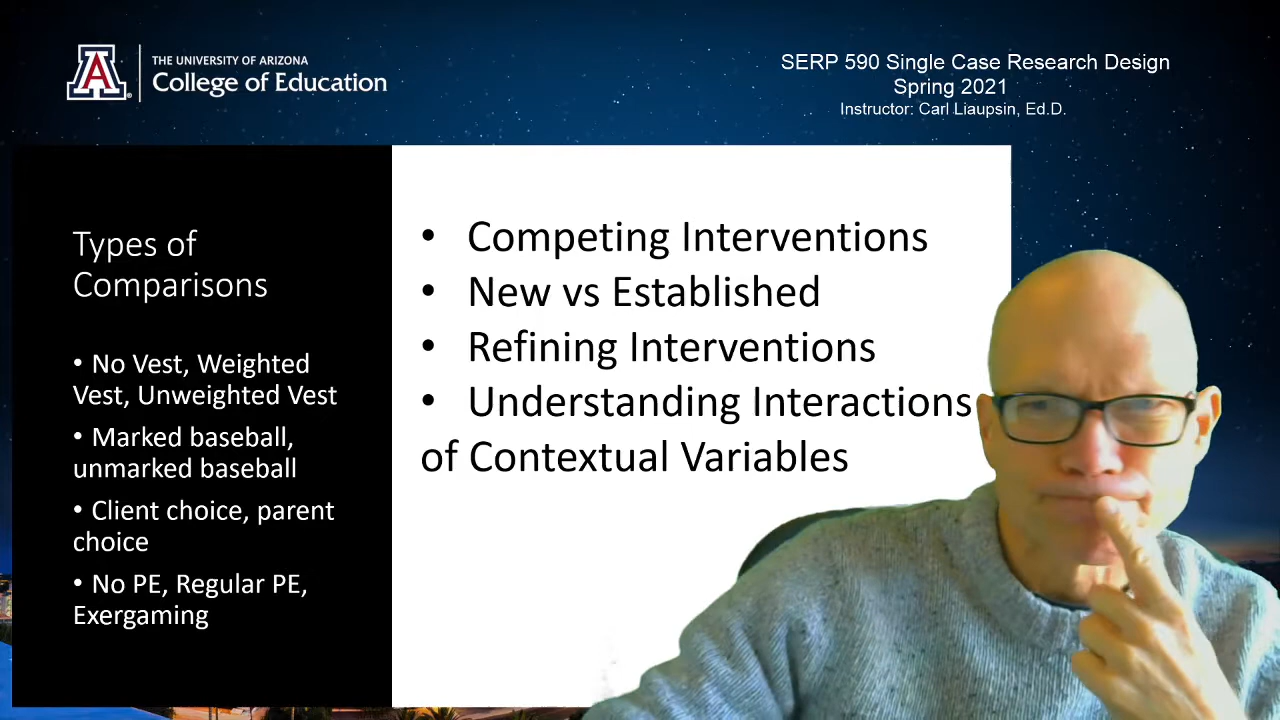 THE UNIVERSITY OF ARIZONA
College of Education
SERP 590 Single Case Research Design
Spring 2021
Instructor: Carl Liaupsin, Ed.D.
Types of
Comparisons
• No Vest, Weighted
Vest, Unweighted Vest
• Marked baseball,
unmarked baseball
• Client choice, parent
choice
• No PE, Regular PE,
Exergaming
• Competing Interventions
• New vs Established
• Refining Interventions
• Understanding Interactions
of Contextual Variables